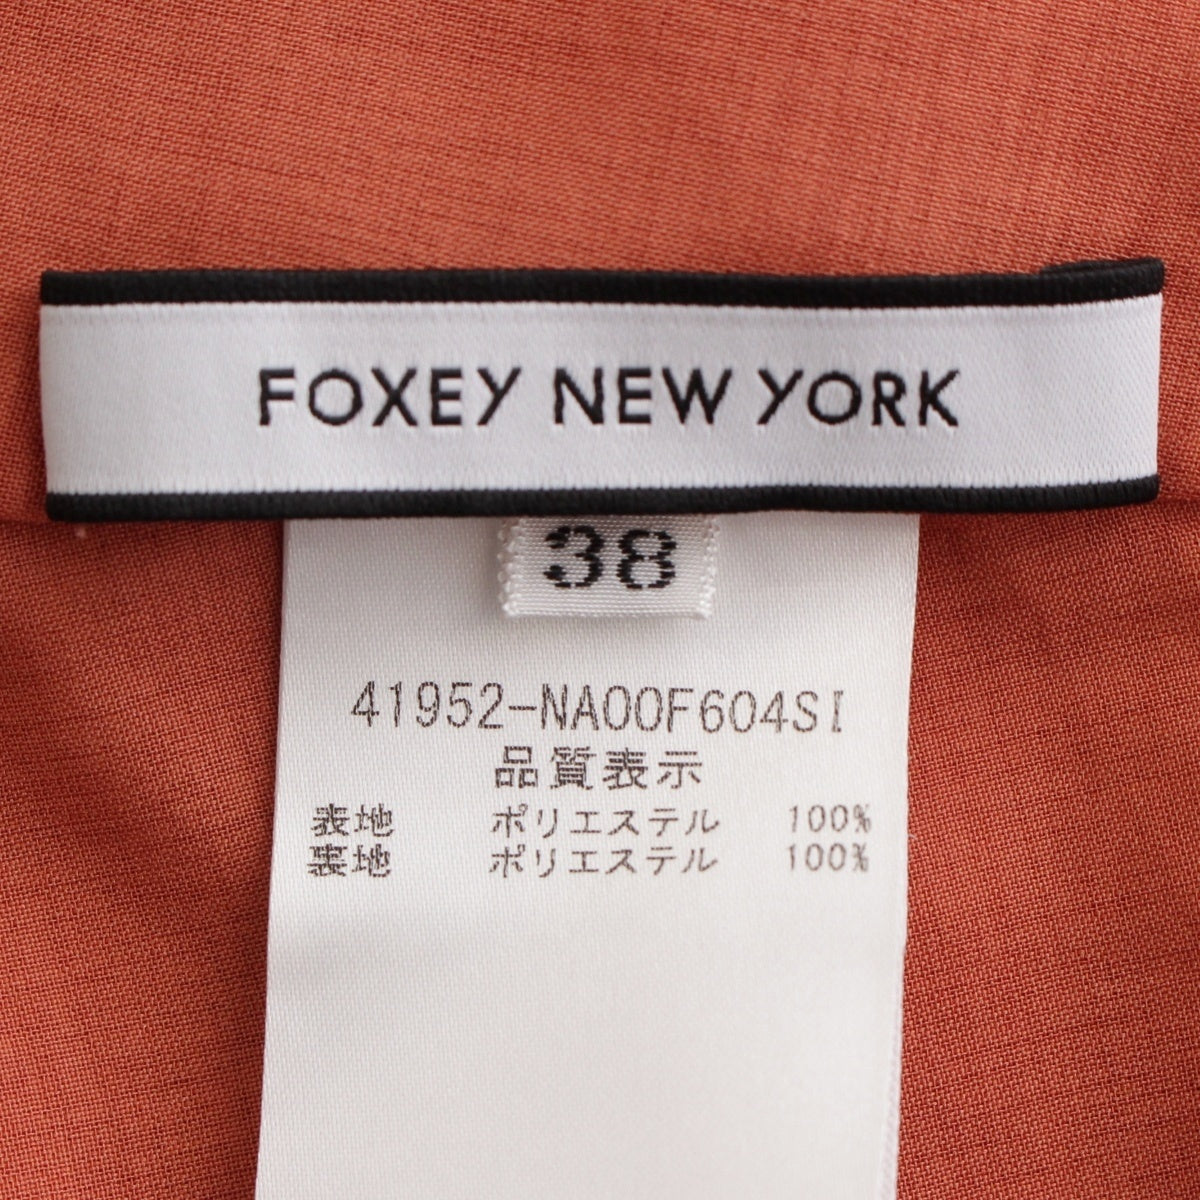 FOXEY NEW YORK
38
41952-NA00F604SI
品質表示
表地 ポリエステル 100%
裏地 ポリエステル 100%